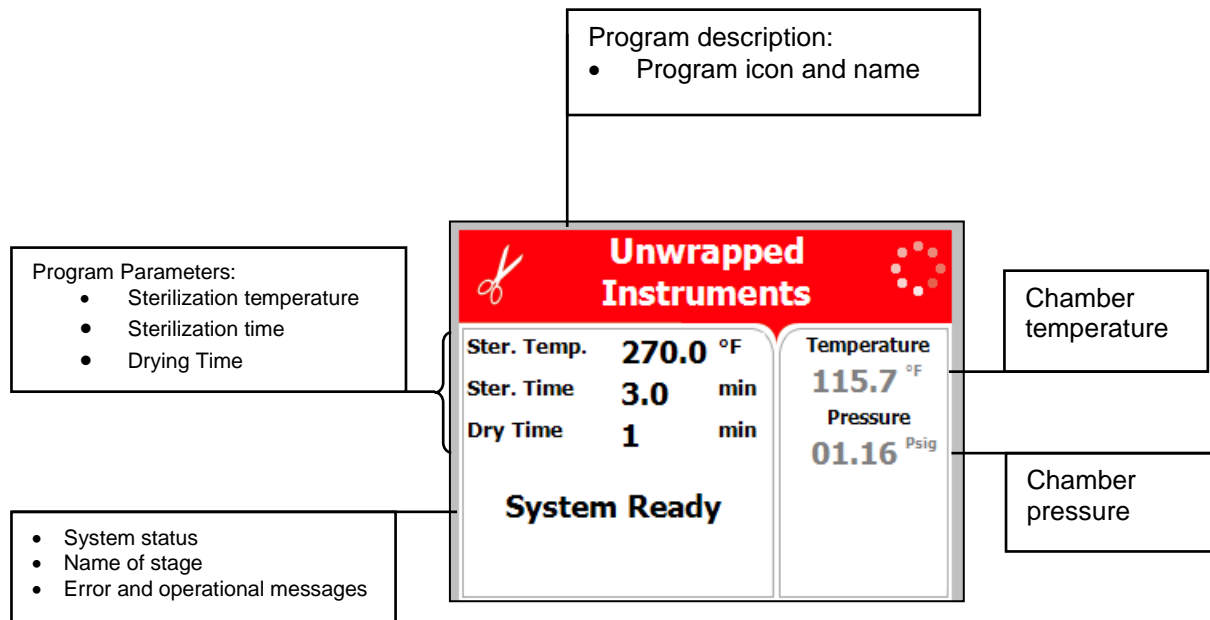 Program description:
• Program icon and name
Program Parameters:
• Sterilization temperature
• Sterilization time
• Drying Time
• System status
• Name of stage
• Error and operational messages
Unwrapped
Instruments
Ster. Temp. 270.0 °F
Ster. Time 3.0 min
Dry Time 1 min
System Ready
Temperature
115.7 °F
Pressure
01.16 Psig
Chamber
temperature
Chamber
pressure